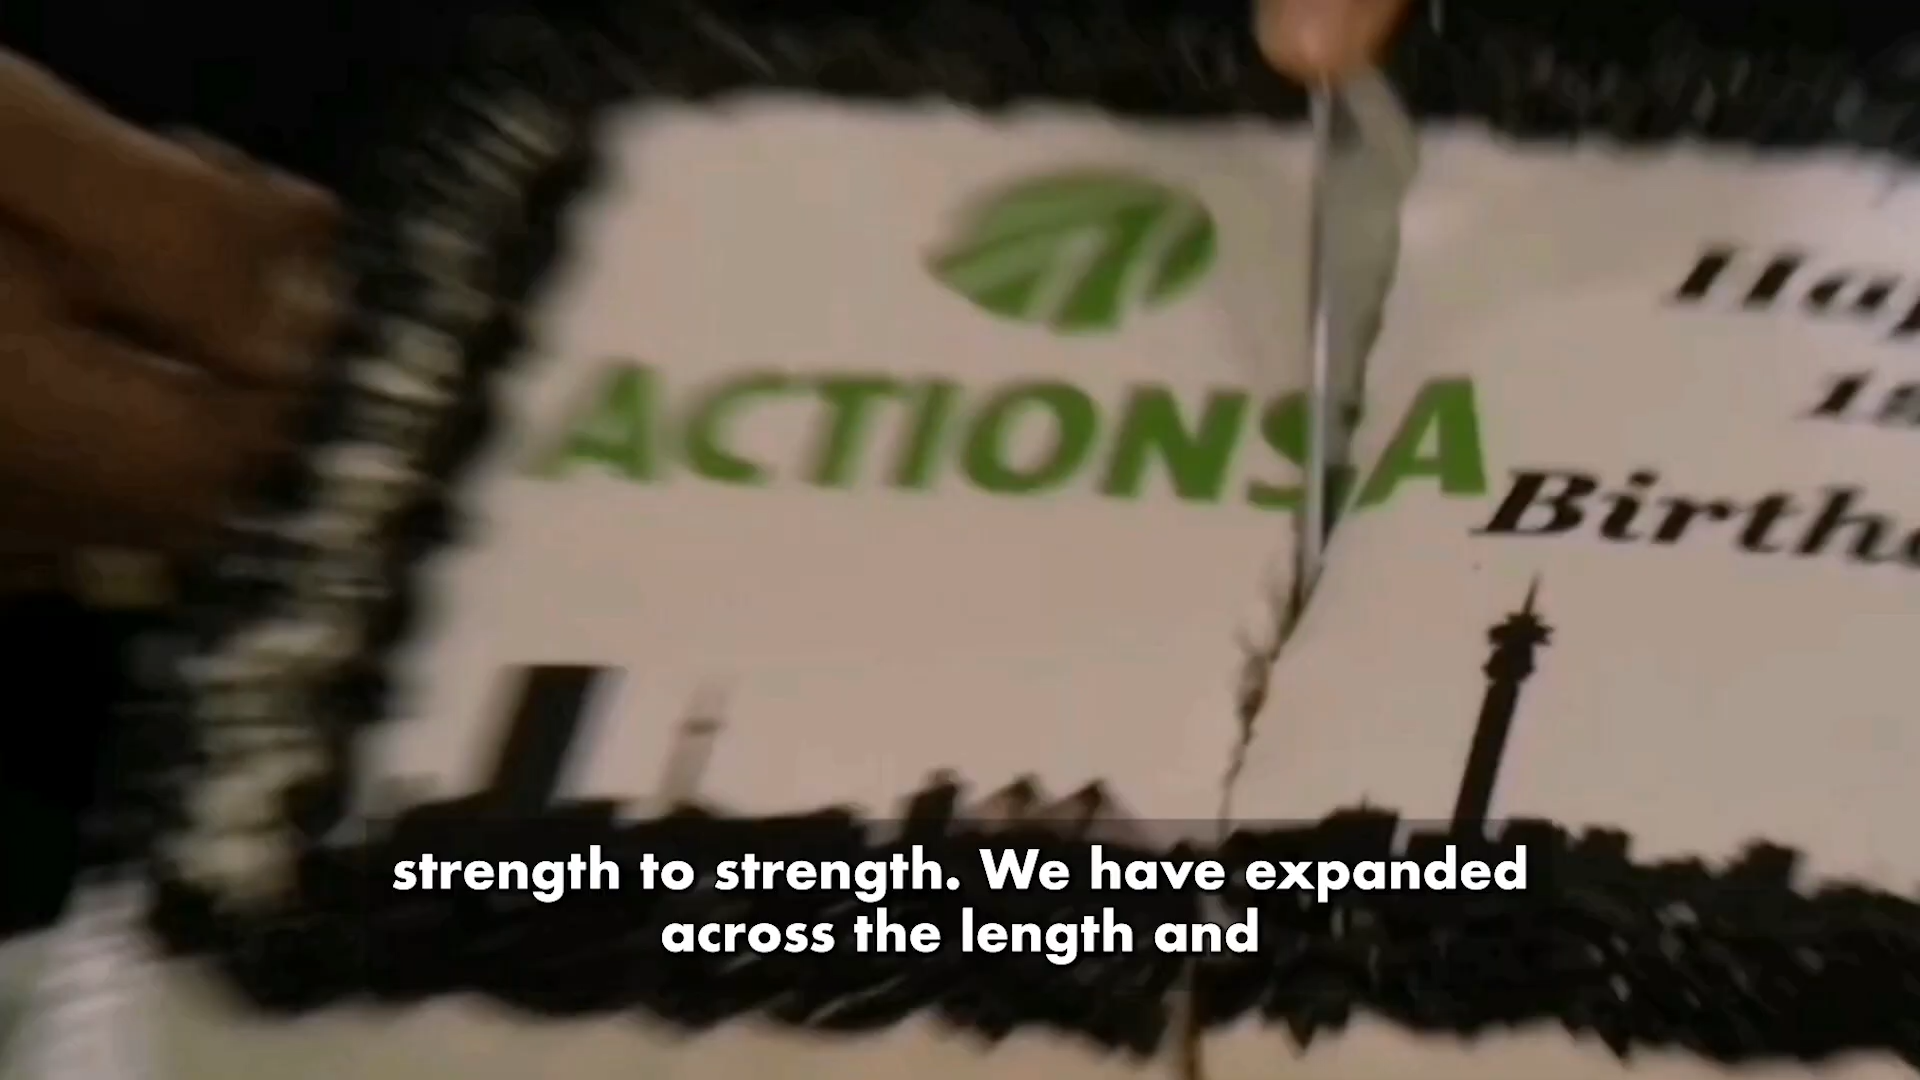 ACTIONSA
Birth
strength to strength. We have expanded
across the length and